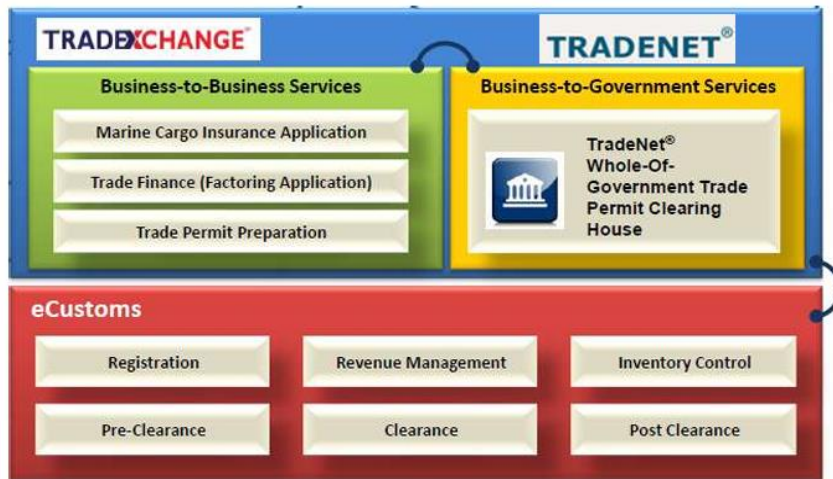 TRADEXCHANGE®
TRADENET®
Business-to-Business Services
Marine Cargo Insurance Application
Trade Finance (Factoring Application)
Trade Permit Preparation
Business-to-Government Services
TradeNet®
Whole-Of-
Government Trade
Permit Clearing
House
eCustoms
Registration
Revenue Management
Inventory Control
Pre-Clearance
Clearance
Post Clearance